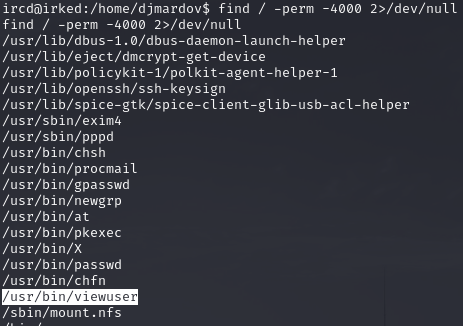 ircd@irked:/home/djmardov$ find / -perm -4000 2>/dev/null
find / -perm -4000 2>/dev/null
/usr/lib/dbus-1.0/dbus-daemon-launch-helper
/usr/lib/eject/dmcrypt-get-device
/usr/lib/policykit-1/polkit-agent-helper-1
/usr/lib/openssh/ssh-keysign
/usr/lib/spice-gtk/spice-client-glib-usb-acl-helper
/usr/sbin/exim4
/usr/sbin/pppd
/usr/bin/chsh
/usr/bin/procmail
/usr/bin/gpasswd
/usr/bin/newgrp
/usr/bin/at
/usr/bin/pkexec
/usr/bin/X
/usr/bin/passwd
/usr/bin/chfn
/usr/bin/viewuser
/sbin/mount.nfs